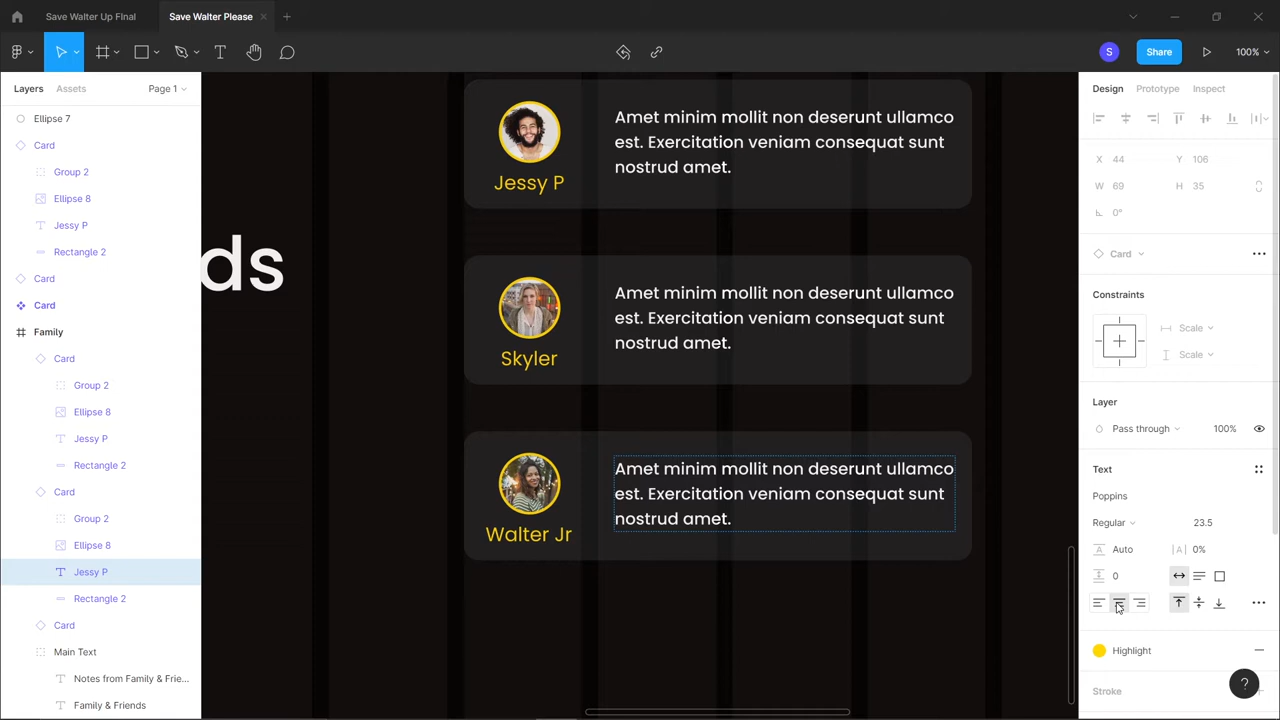 Save Walter Up FInal
Save Walter Please
S
Share
100%
Layers
Assets
Page 1
Ellipse 7
Card
Group 2
Ellipse 8
Jessy P
Rectangle 2
Card
Card
Family
Card
Group 2
Ellipse 8
Jessy P
Rectangle 2
Card
Group 2
Ellipse 8
Jessy P
Rectangle 2
Card
Main Text
Notes from Family & Frie...
Family & Friends
ds
Amet minim mollit non deserunt ullamco
est. Exercitation veniam consequat sunt
nostrud amet.
Jessy P
Amet minim mollit non deserunt ullamco
est. Exercitation veniam consequat sunt
nostrud amet.
Skyler
Amet minim mollit non deserunt ullamco
est. Exercitation veniam consequat sunt
nostrud amet.
Walter Jr
Design
Prototype
Inspect
X 44
Y 106
W 69
H 35
0°
Card
Constraints
Scale
Scale
Layer
Pass through
100%
Text
Poppins
Regular
23.5
Auto
|A| 0%
0
Highlight
Stroke
?